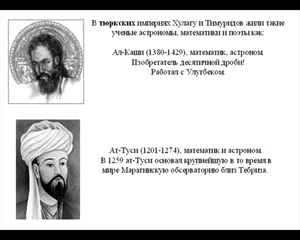 В тюркских империях Хулагу и Тимуридов жили такие
ученые астрономы, математики и поэты как:
Ал-Каши (1380-1429), математик, астроном.
Изобретатель десятичной дроби!
Работал с Улугбеком.
Ат-Туси (1201-1274), математик и астроном.
В 1259 ат-Туси основал крупнейшую в то время в
мире Марагинскую обсерваторию близ Тебриза.